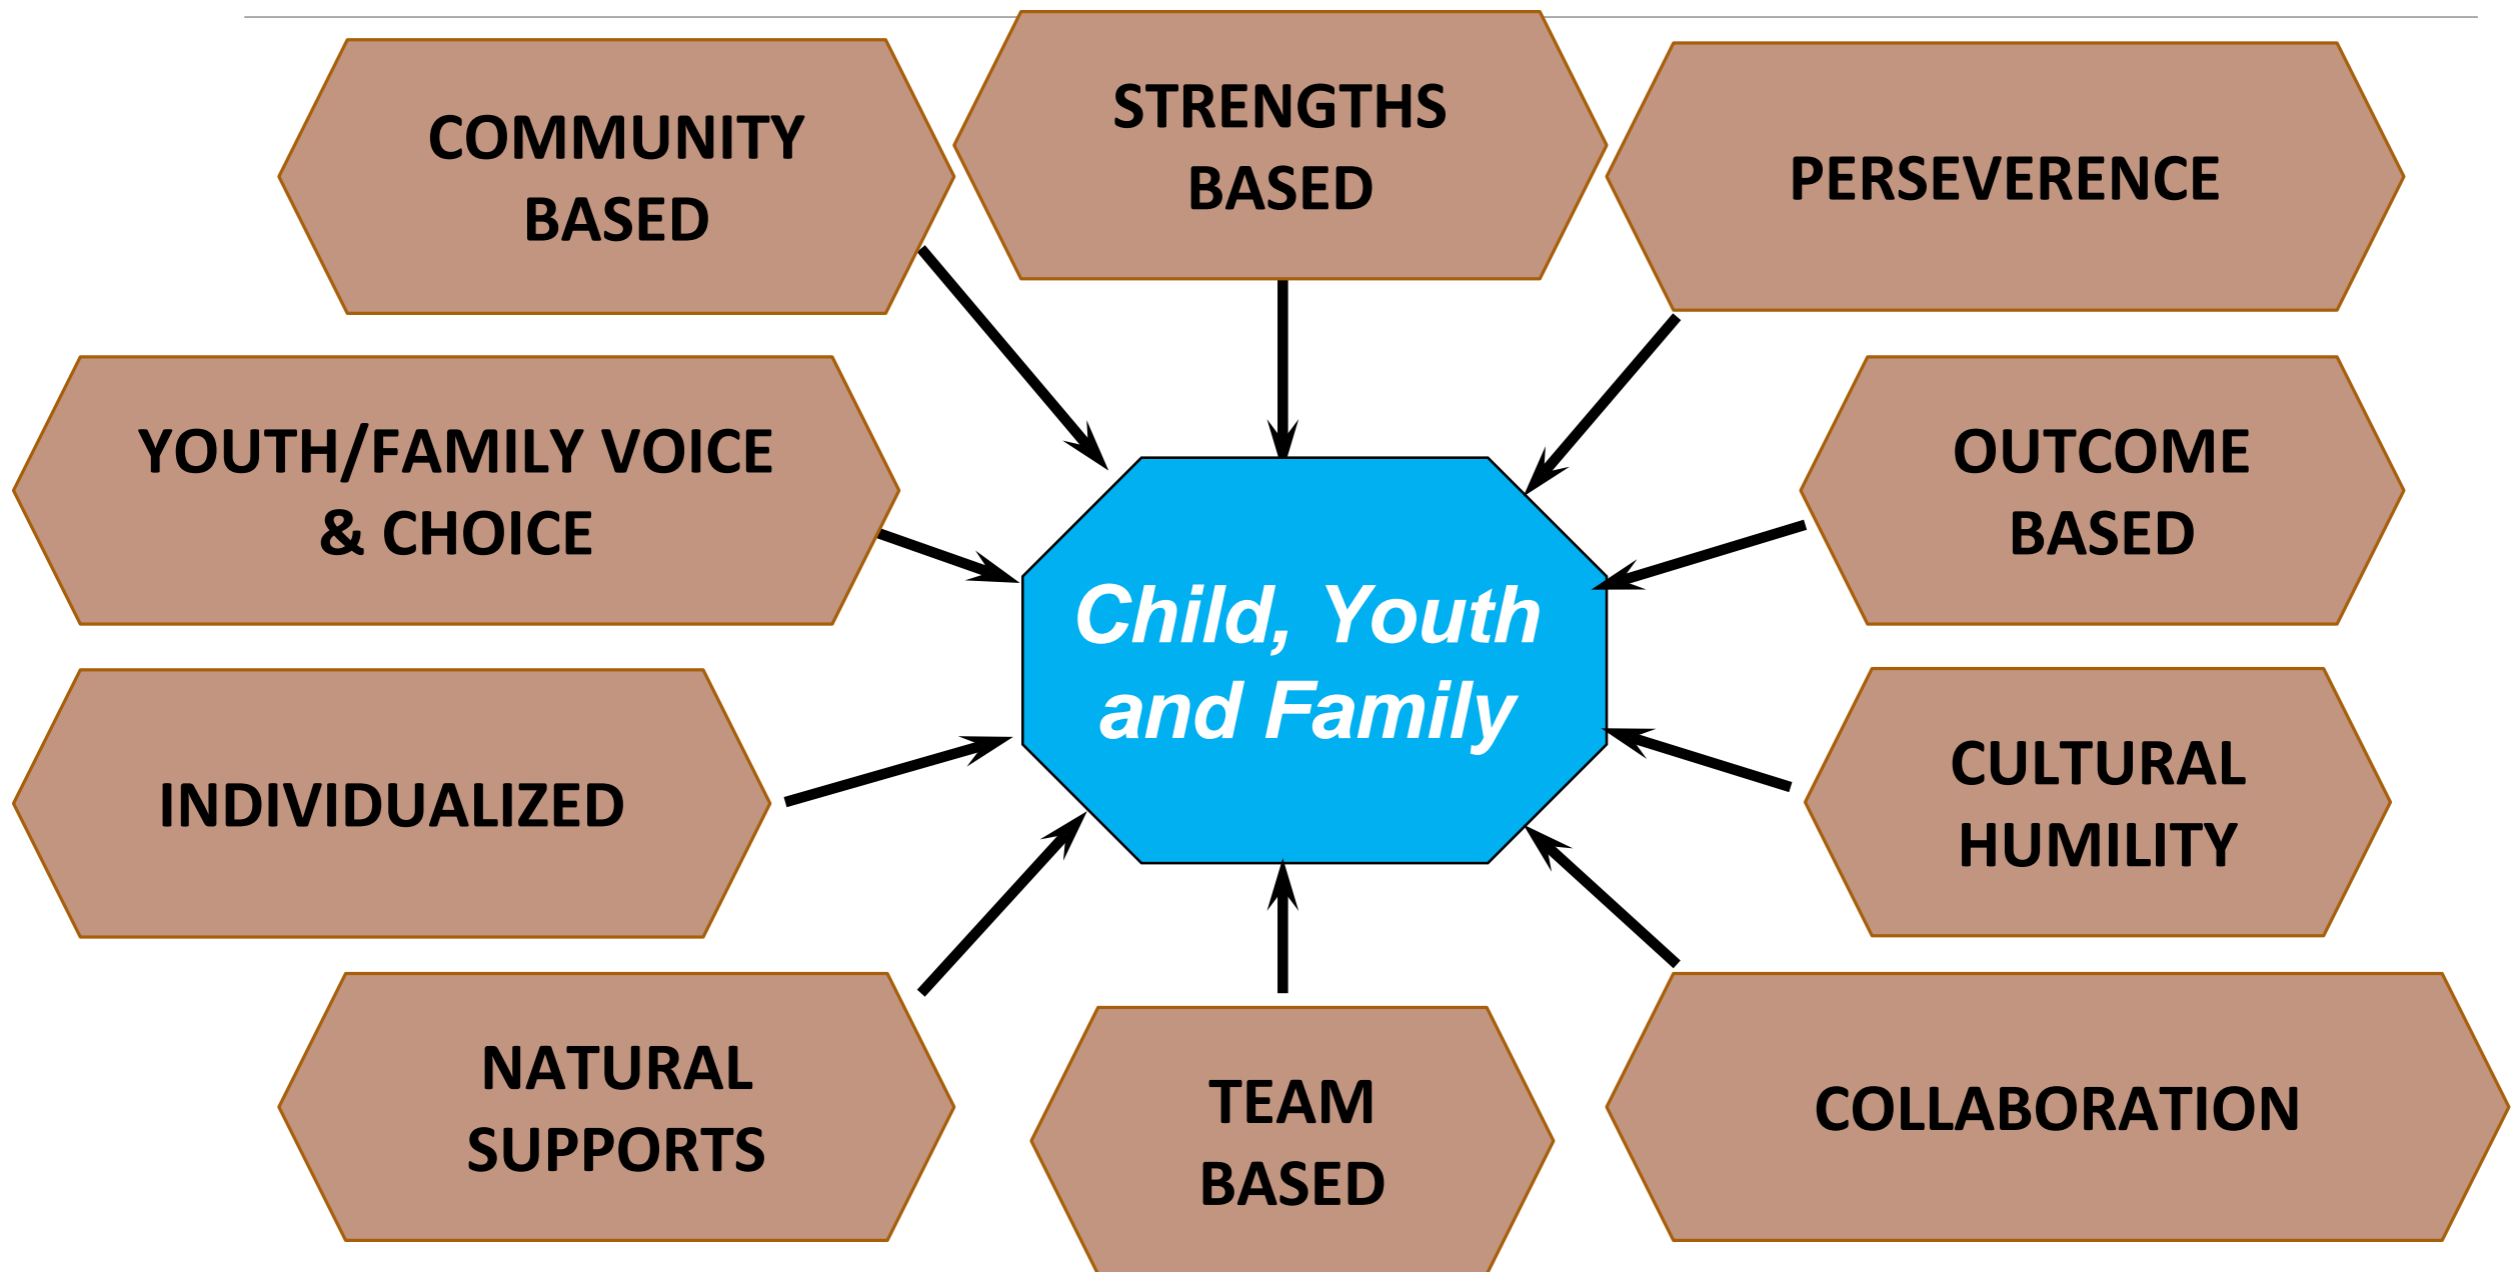 COMMUNITY
BASED
STRENGTHS
BASED
PERSEVERENCE
YOUTH/FAMILY VOICE
& CHOICE
OUTCOME
BASED
Child, Youth
and Family
INDIVIDUALIZED
CULTURAL
HUMILITY
NATURAL
SUPPORTS
TEAM
BASED
COLLABORATION